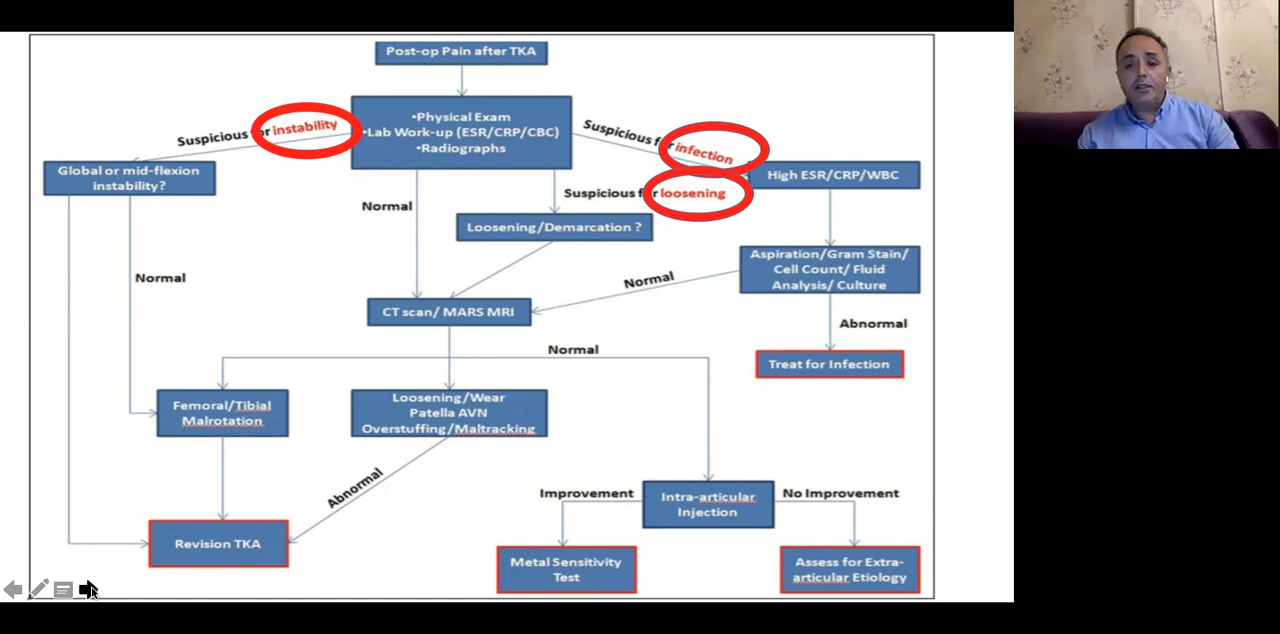 Post-op Pain after TKA
•Physical Exam
•Lab Work-up (ESR/CRP/CBC)
•Radiographs
Suspicious for instability
Suspicious for infection
Global or mid-flexion
instability?
High ESR/CRP/WBC
Suspicious for loosening
Normal
Loosening/Demarcation ?
Aspiration/Gram Stain/
Cell Count/ Fluid
Analysis/ Culture
Normal
Normal
CT scan/ MARS MRI
Abnormal
Normal
Treat for Infection
Femoral/Tibial
Malrotation
Loosening/Wear
Patella AVN
Overstuffing/Maltracking
Abnormal
Improvement
Intra-articular
Injection
No Improvement
Revision TKA
Metal Sensitivity
Test
Assess for Extra-
articular Etiology